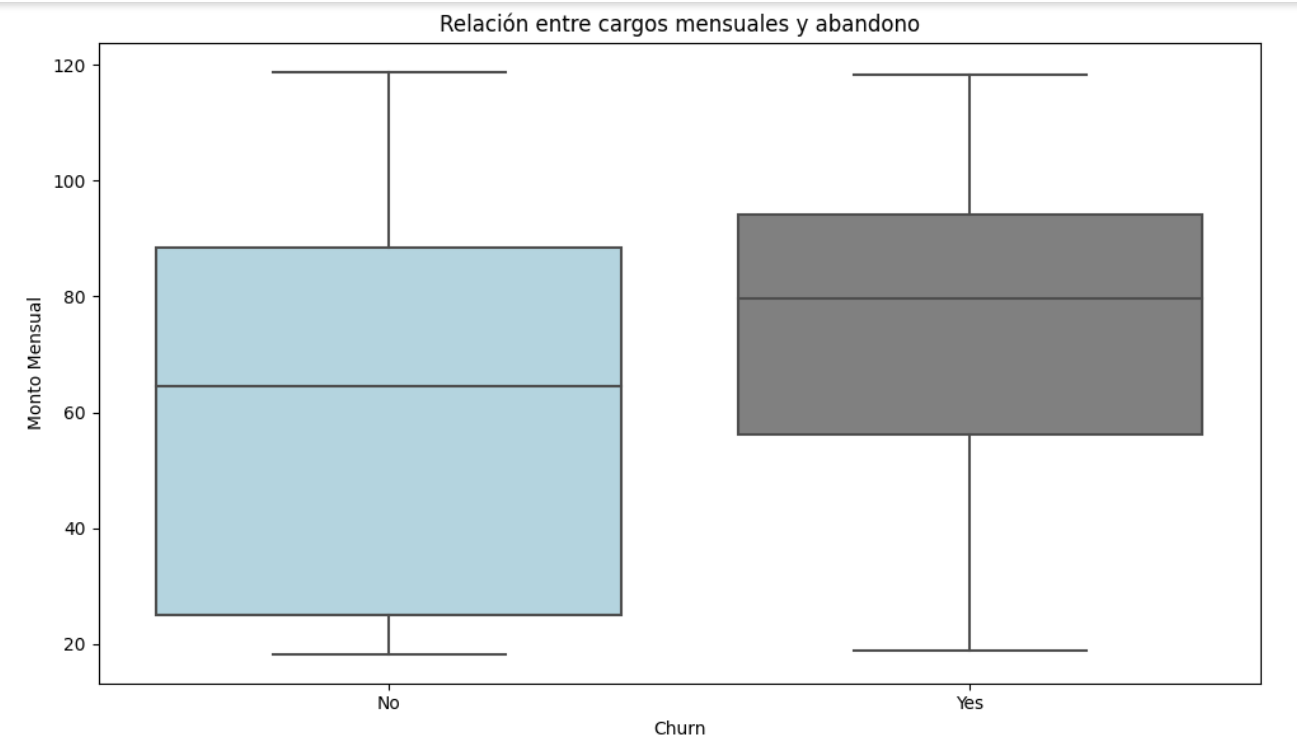 Relación entre cargos mensuales y abandono
120
100
80
60
40
20
Monto Mensual
No
Yes
Churn